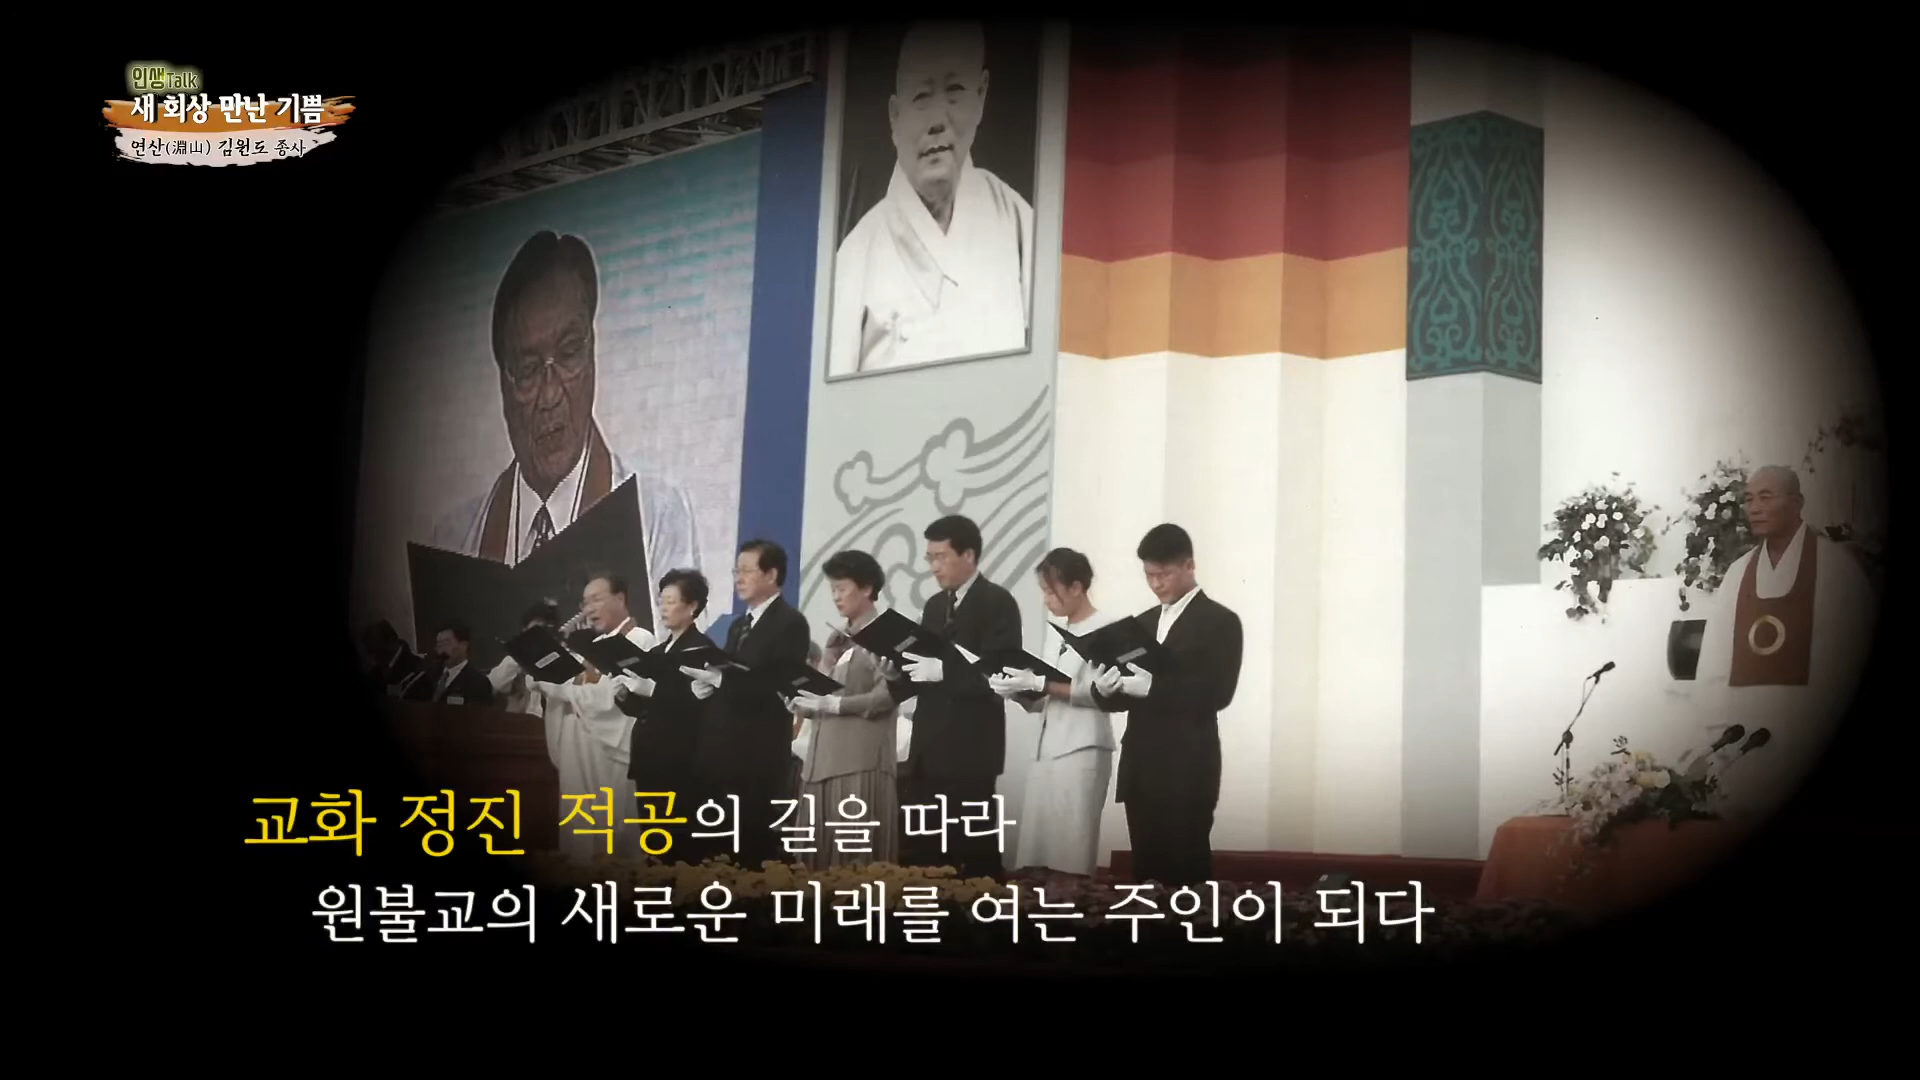 인생Talk
새 회상 만난 기쁨
연산(淵山) 김원도 종사
교화 정진 적공의 길을 따라
원불교의 새로운 미래를 여는 주인이 되다